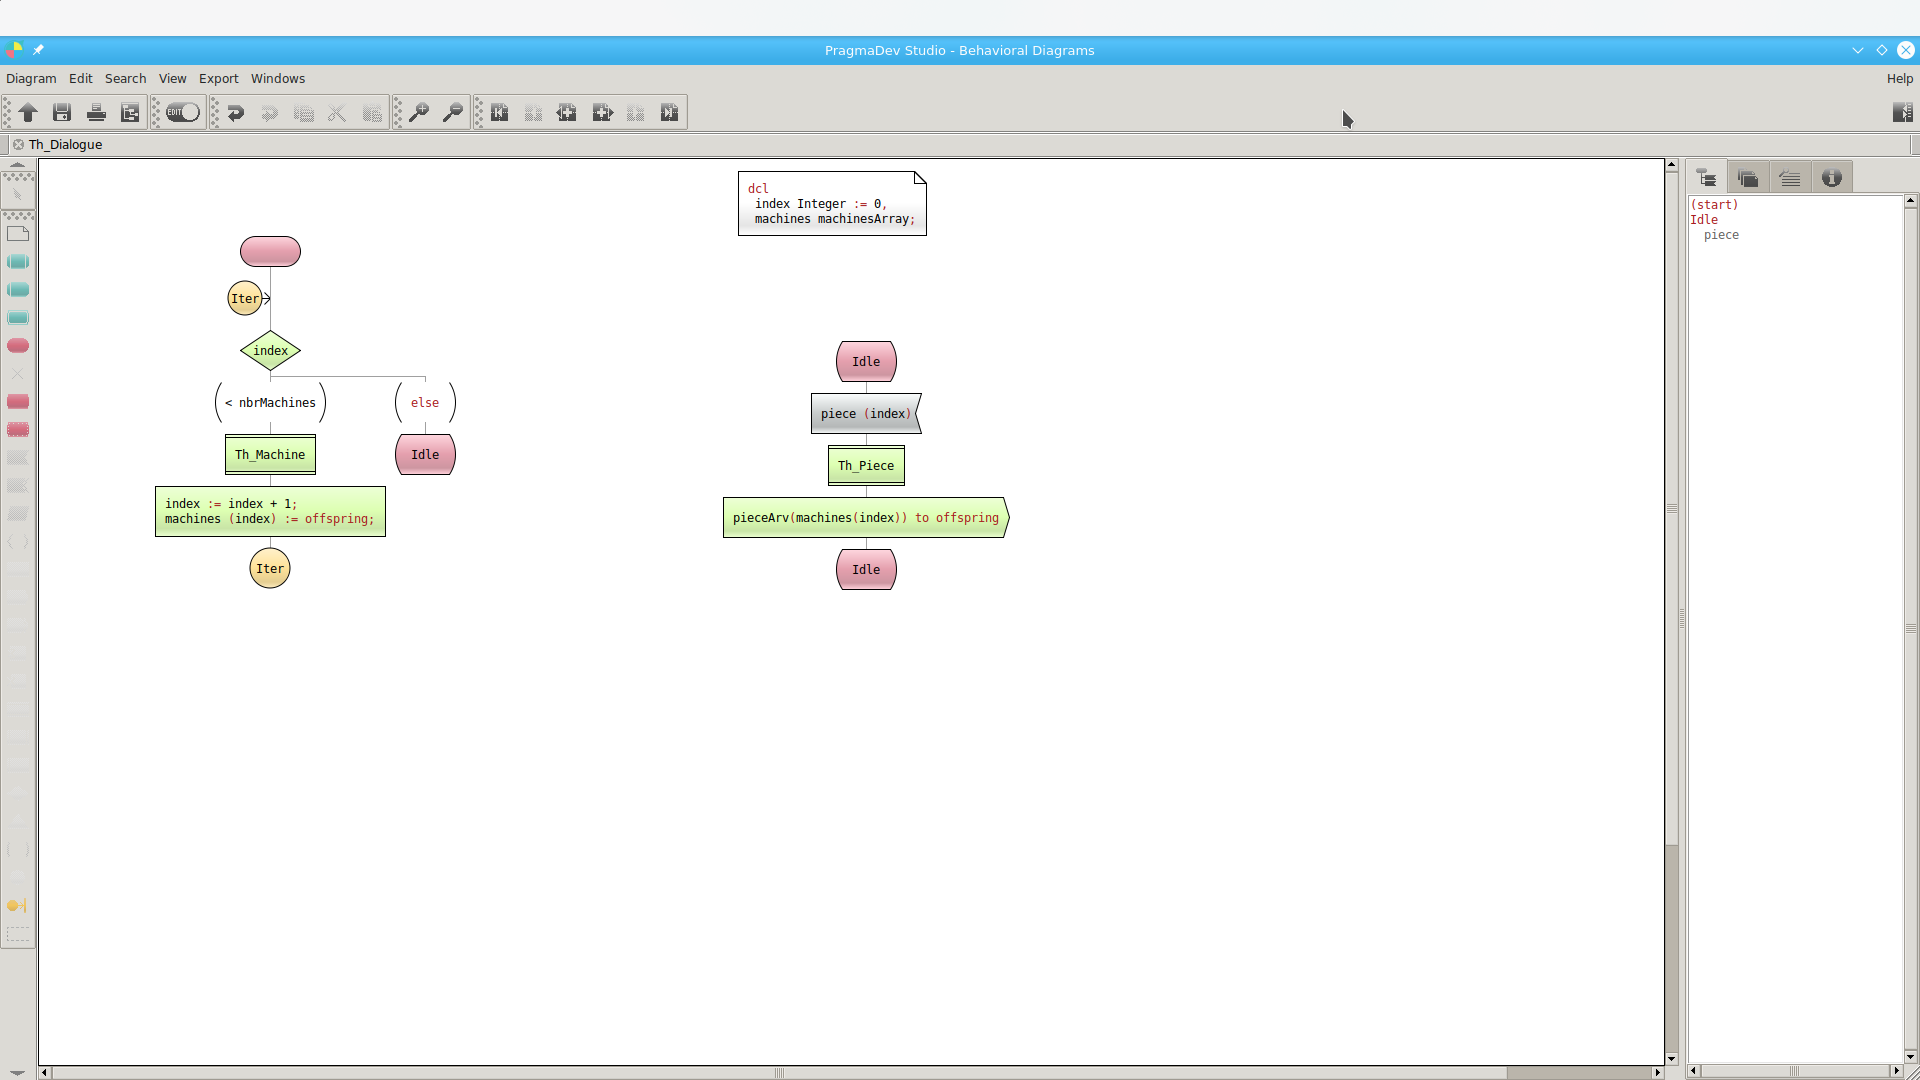 PragmaDev Studio - Behavioral Diagrams
Diagram Edit Search View Export Windows Help
EDIT
Th_Dialogue
dcl
index Integer := 0,
machines machinesArray;
Iter
index
< nbrMachines
else
Th_Machine
Idle
index := index + 1;
machines (index) := offspring;
Iter
Idle
piece (index)
Th_Piece
pieceArv(machines(index)) to offspring
Idle
(start)
Idle
piece